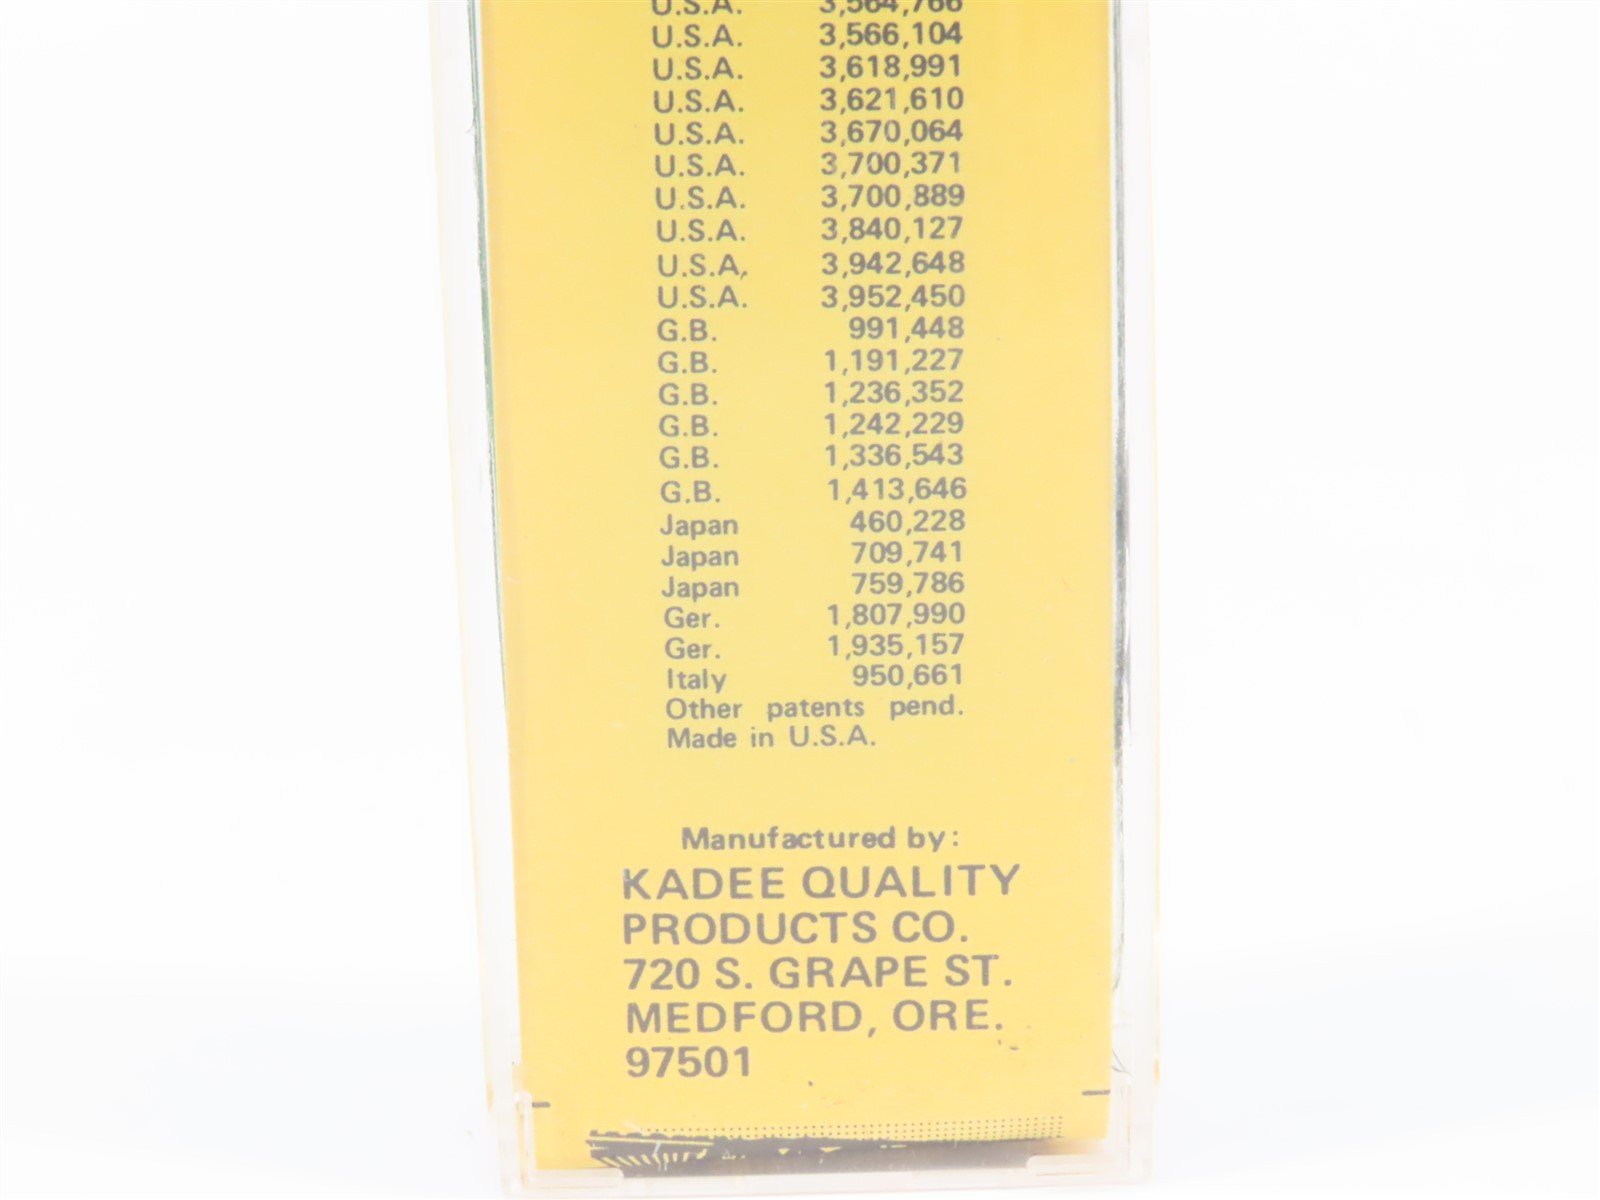 U.S.A. 3,564,766
U.S.A. 3,566,104
U.S.A. 3,618,991
U.S.A. 3,621,610
U.S.A. 3,670,064
U.S.A. 3,700,371
U.S.A. 3,700,889
U.S.A. 3,840,127
U.S.A, 3,942,648
U.S.A. 3,952,450
G.B. 991,448
G.B. 1,191,227
G.B. 1,236,352
G.B. 1,242,229
G.B. 1,336,543
G.B. 1,413,646
Japan 460,228
Japan 709,741
Japan 759,786
Ger. 1,807,990
Ger. 1,935,157
Italy 950,661
Other patents pend.
Made in U.S.A.
Manufactured by:
KADEE QUALITY
PRODUCTS CO.
720 S. GRAPE ST.
MEDFORD, ORE.
97501